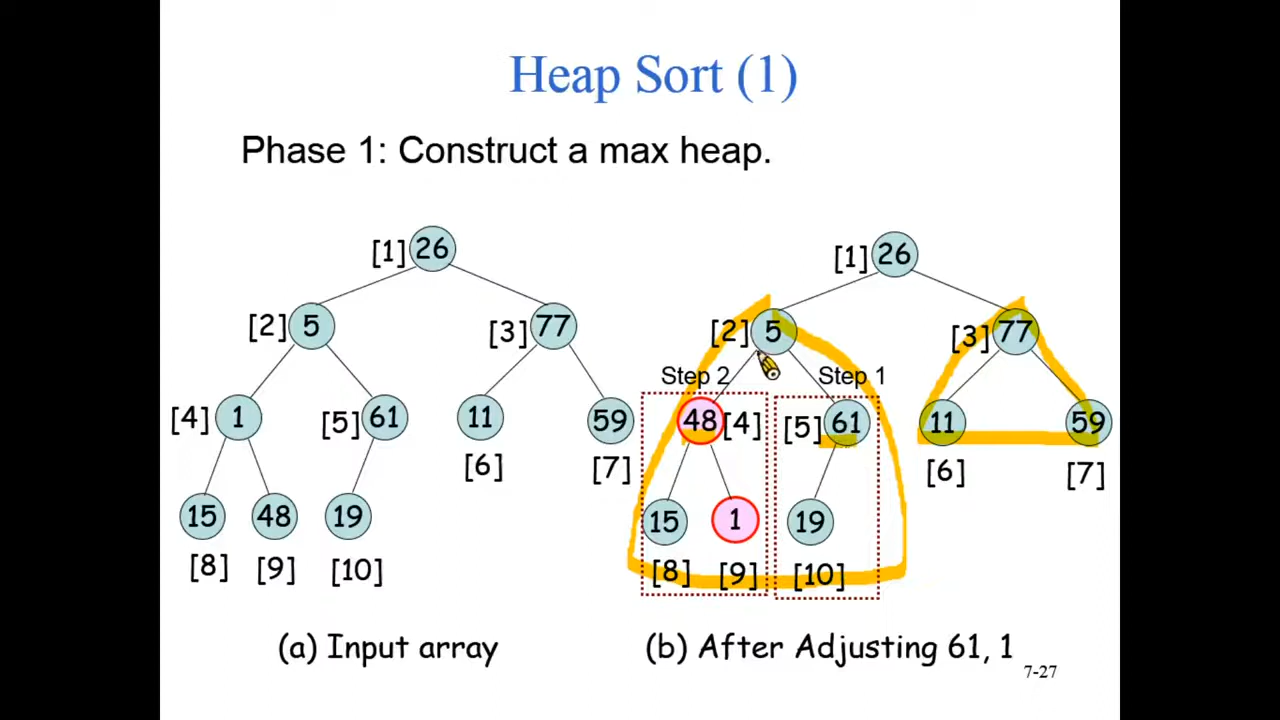 Heap Sort (1)
Phase 1: Construct a max heap.
[1] 26
[2] 5 [3] 77
[4] 1 [5] 61 11 59
[6] [7]
15 48 19
[8] [9] [10]
(a) Input array
[1] 26
[2] 5 [3] 77
Step 2 Step 1
48 [4] [5] 61 11 59
[6] [7]
15 1 19
[8] [9] [10]
(b) After Adjusting 61, 1
7-27